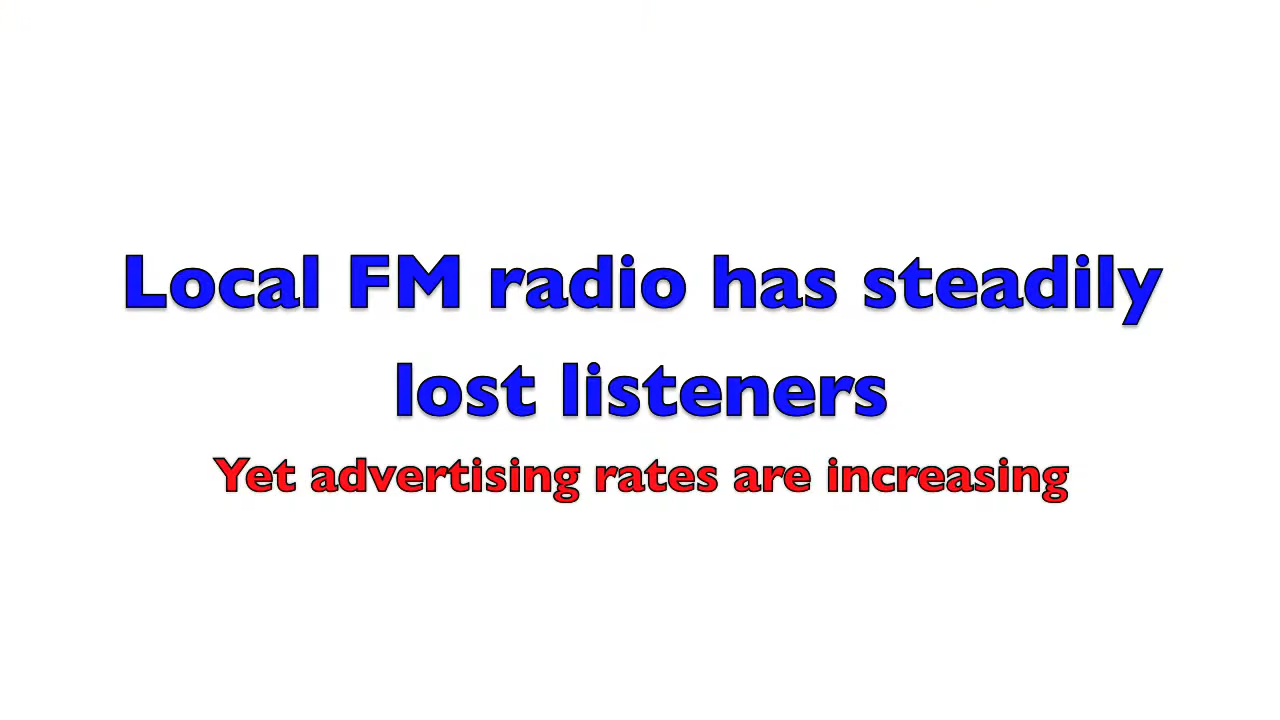 Local FM radio has steadily
lost listeners
Yet advertising rates are increasing